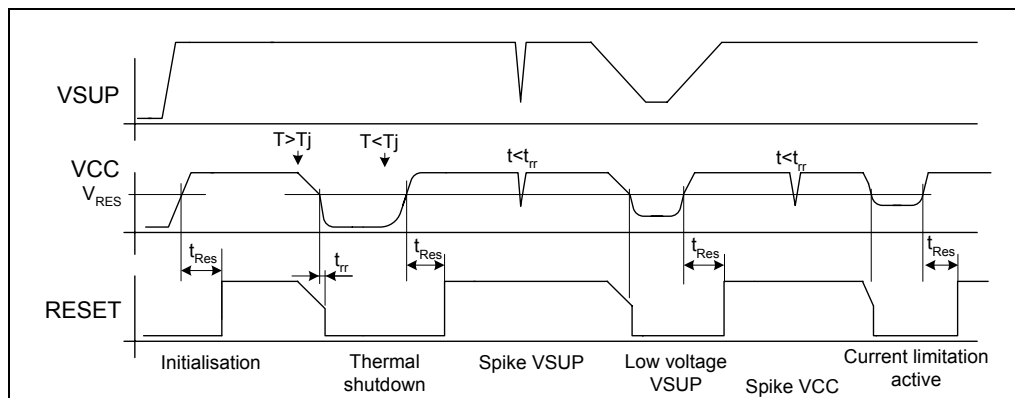 VSUP
T>Tj
T<Tj
VCC
t<trr
t<trr
VRES
tRes
trr
tRes
tRes
tRes
RESET
Initialisation
Thermal
shutdown
Spike VSUP
Low voltage
VSUP
Spike VCC
Current limitation
active